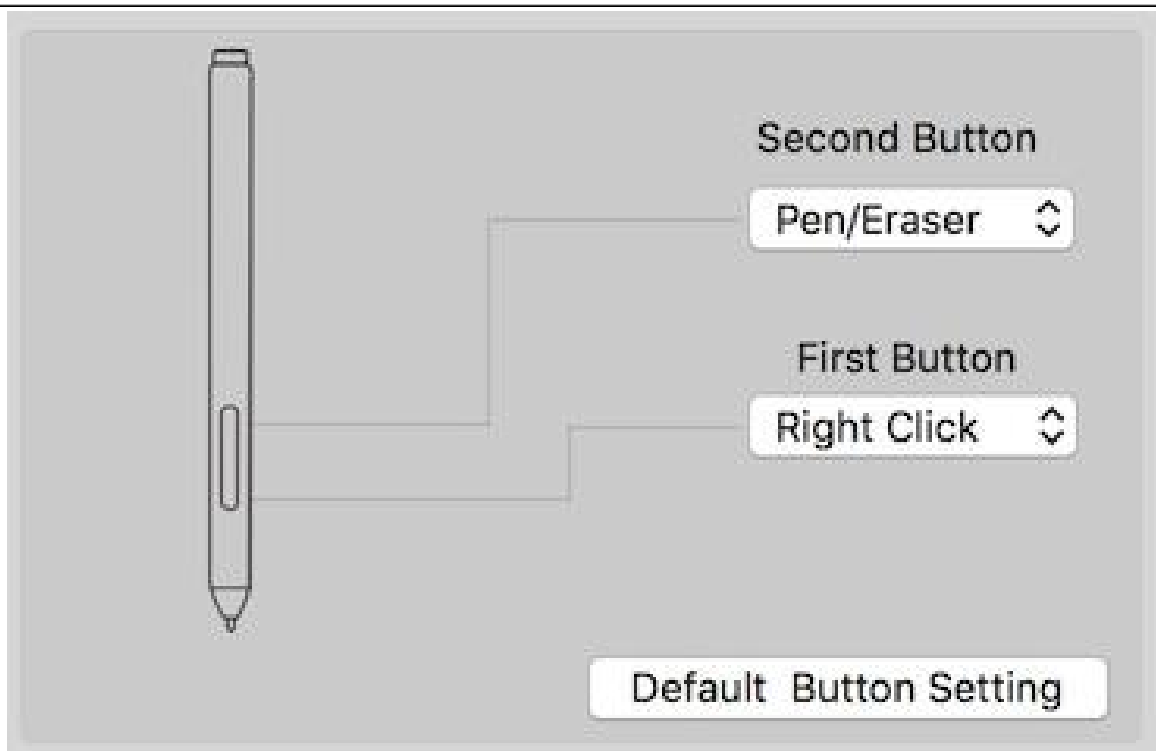 Second Button
Pen/Eraser
First Button
Right Click
Default Button Setting